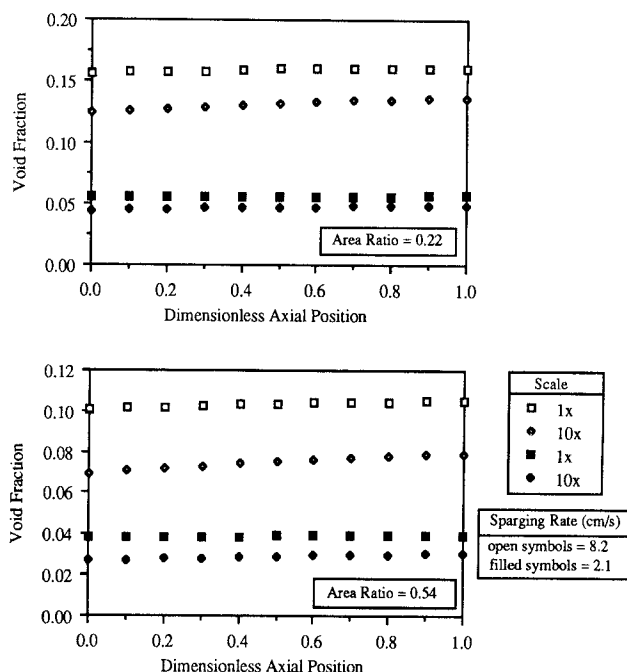 0.20
0.15
0.10
0.05
0.00
Void Fraction
Area Ratio = 0.22
0.0 0.2 0.4 0.6 0.8 1.0
Dimensionless Axial Position
0.12
0.10
0.08
0.06
0.04
0.02
0.00
Void Fraction
Area Ratio = 0.54
0.0 0.2 0.4 0.6 0.8 1.0
Dimensionless Axial Position
Scale
1x
10x
1x
10x
Sparging Rate (cm/s)
open symbols = 8.2
filled symbols = 2.1